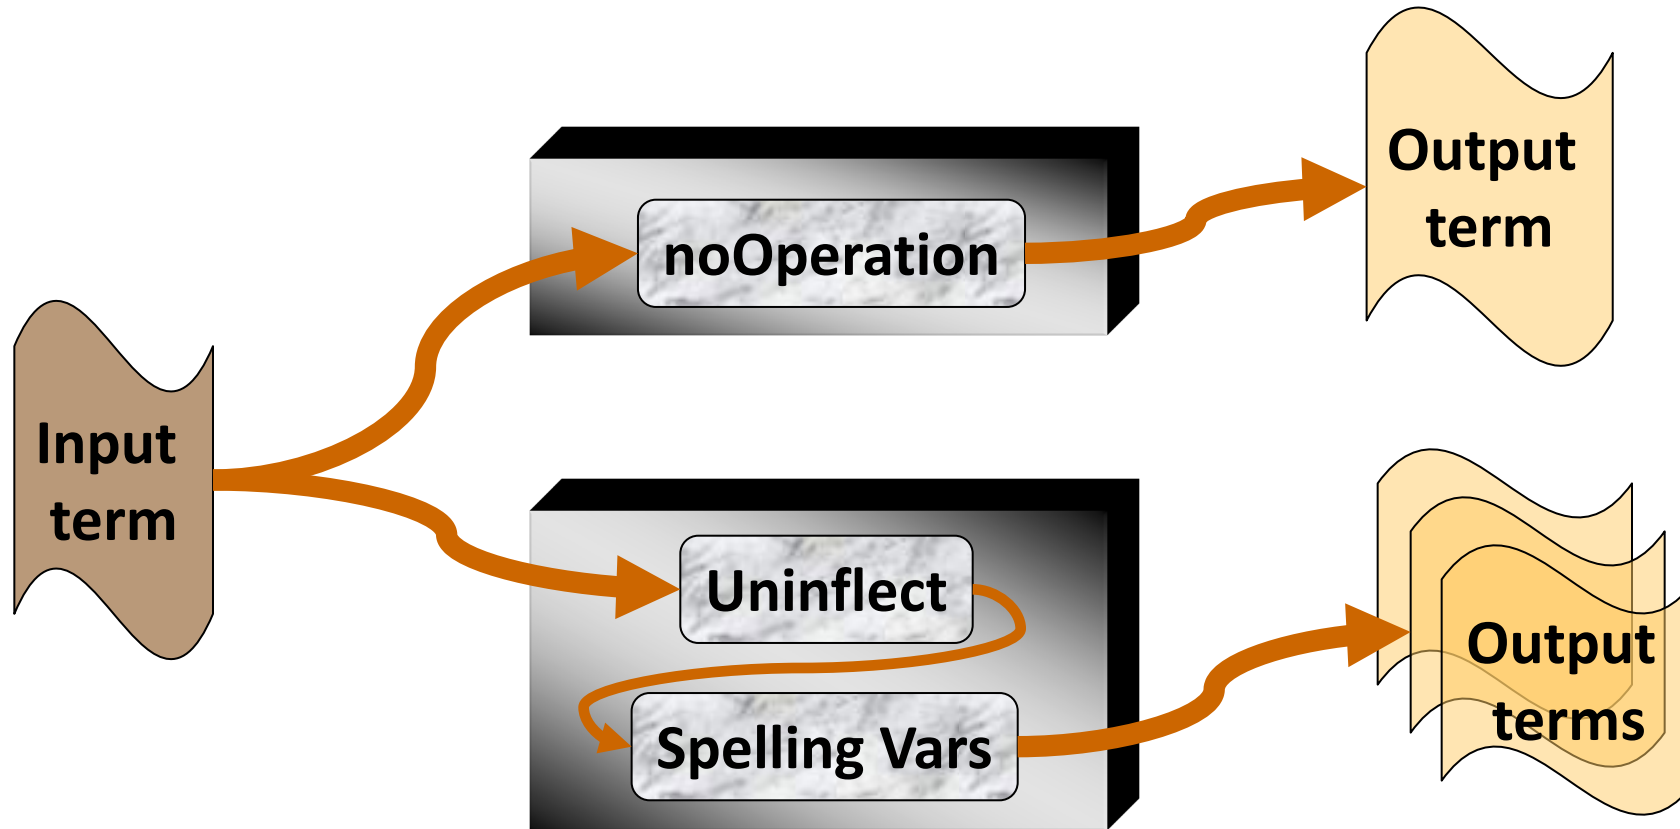 Input
term
noOperation
Output
term
Uninflect
Spelling Vars
Output
terms